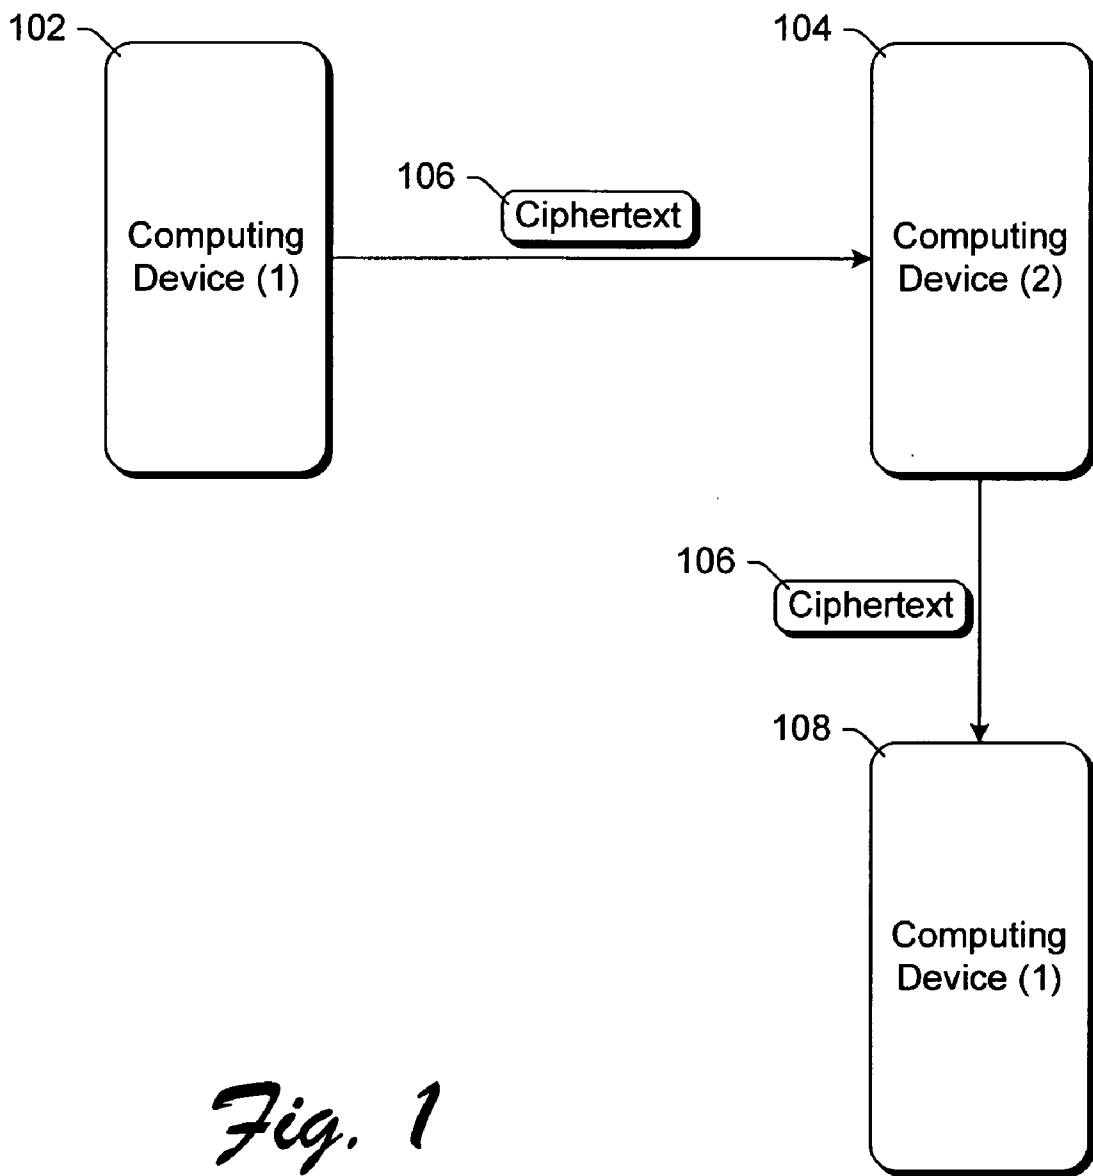 102
104
106
Ciphertext
Computing
Device (1)
Computing
Device (2)
106
Ciphertext
108
Computing
Device (1)
Fig. 1